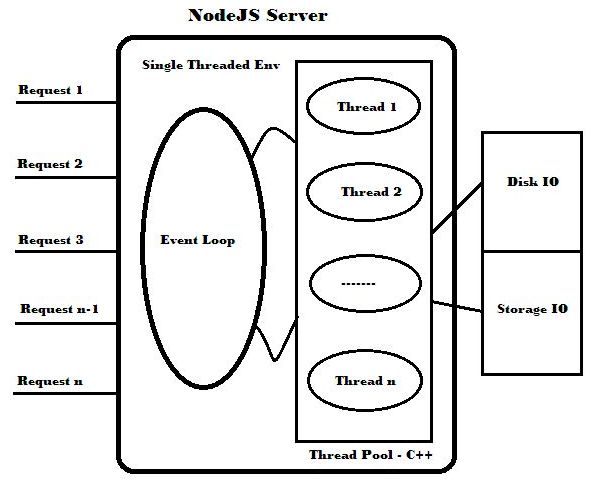 NodeJS Server
Single Threaded Env
Request 1
Request 2
Request 3
Request n-1
Request n
Event Loop
Thread 1
Thread 2
-------
Thread n
Thread Pool - C++
Disk IO
Storage IO